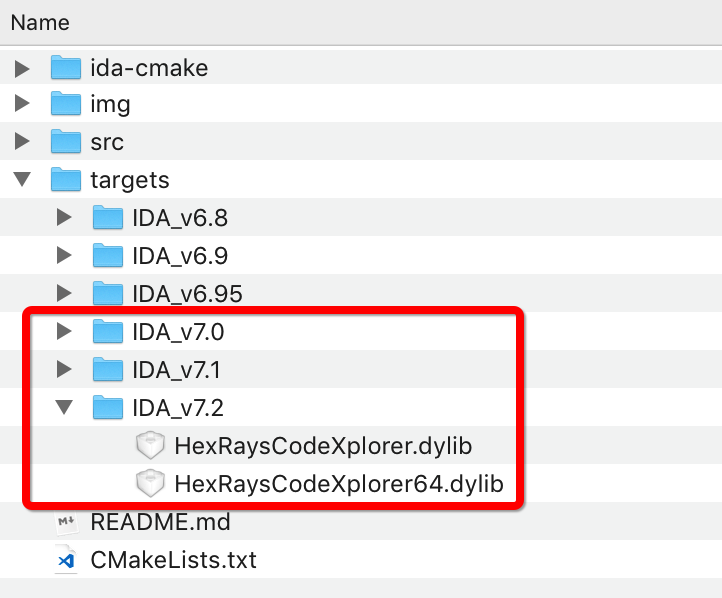 Name
ida-cmake
img
src
targets
IDA_v6.8
IDA_v6.9
IDA_v6.95
IDA_v7.0
IDA_v7.1
IDA_v7.2
HexRaysCodeXplorer.dylib
HexRaysCodeXplorer64.dylib
README.md
CMakeLists.txt